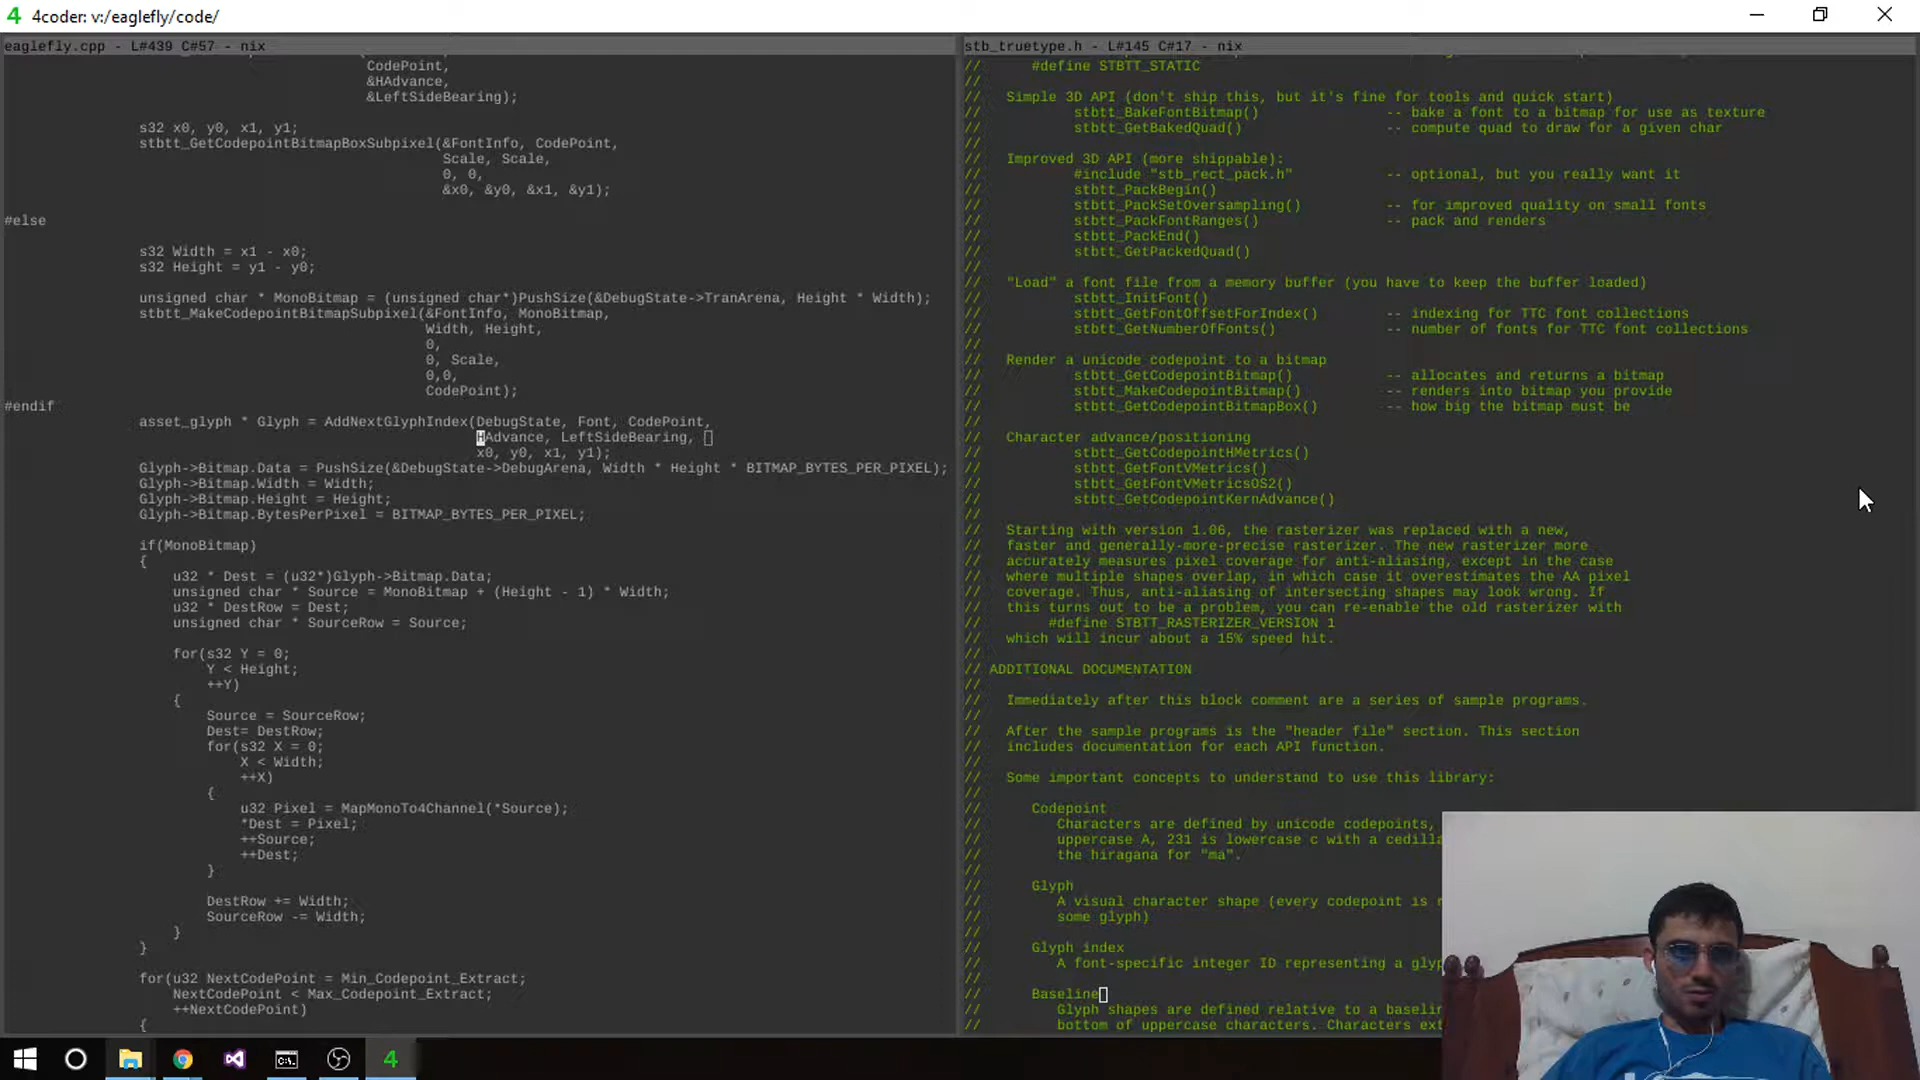 4 4coder: v:/eaglefly/code/
eaglefly.cpp - L#439 C#57 - nix
CodePoint,
&HAdvance,
&LeftSideBearing);
s32 x0, y0, x1, y1;
stbtt_GetCodepointBitmapBoxSubpixel(&FontInfo, CodePoint,
Scale, Scale,
0, 0,
&x0, &y0, &x1, &y1);
#else
s32 Width = x1 - x0;
s32 Height = y1 - y0;
unsigned char * MonoBitmap = (unsigned char*)PushSize(&DebugState->TranArena, Height * Width);
stbtt_MakeCodepointBitmapSubpixel(&FontInfo, MonoBitmap,
Width, Height,
0,
0, Scale,
0,0,
CodePoint);
#endif
asset_glyph * Glyph = AddNextGlyphIndex(DebugState, Font, CodePoint,
HAdvance, LeftSideBearing,
x0, y0, x1, y1);
Glyph->Bitmap.Data = PushSize(&DebugState->DebugArena, Width * Height * BITMAP_BYTES_PER_PIXEL);
Glyph->Bitmap.Width = Width;
Glyph->Bitmap.Height = Height;
Glyph->Bitmap.BytesPerPixel = BITMAP_BYTES_PER_PIXEL;
if(MonoBitmap)
{
u32 * Dest = (u32*)Glyph->Bitmap.Data;
unsigned char * Source = MonoBitmap + (Height - 1) * Width;
u32 * DestRow = Dest;
unsigned char * SourceRow = Source;
for(s32 Y = 0;
Y < Height;
++Y)
{
Source = SourceRow;
Dest= DestRow;
for(s32 X = 0;
X < Width;
++X)
{
u32 Pixel = MapMonoTo4Channel(*Source);
*Dest = Pixel;
++Source;
++Dest;
}
DestRow += Width;
SourceRow -= Width;
}
}
for(u32 NextCodePoint = Min_Codepoint_Extract;
NextCodePoint < Max_Codepoint_Extract;
++NextCodePoint)
{
stb_truetype.h - L#145 C#17 - nix
// #define STBTT_STATIC
//
// Simple 3D API (don't ship this, but it's fine for tools and quick start)
// stbtt_BakeFontBitmap() -- bake a font to a bitmap for use as texture
// stbtt_GetBakedQuad() -- compute quad to draw for a given char
//
// Improved 3D API (more shippable):
// #include "stb_rect_pack.h" -- optional, but you really want it
// stbtt_PackBegin()
// stbtt_PackSetOversampling() -- for improved quality on small fonts
// stbtt_PackFontRanges() -- pack and renders
// stbtt_PackEnd()
// stbtt_GetPackedQuad()
//
// "Load" a font file from a memory buffer (you have to keep the buffer loaded)
// stbtt_InitFont()
// stbtt_GetFontOffsetForIndex() -- indexing for TTC font collections
// stbtt_GetNumberOfFonts() -- number of fonts for TTC font collections
//
// Render a unicode codepoint to a bitmap
// stbtt_GetCodepointBitmap() -- allocates and returns a bitmap
// stbtt_MakeCodepointBitmap() -- renders into bitmap you provide
// stbtt_GetCodepointBitmapBox() -- how big the bitmap must be
//
// Character advance/positioning
// stbtt_GetCodepointHMetrics()
// stbtt_GetFontVMetrics()
// stbtt_GetFontVMetricsOS2()
// stbtt_GetCodepointKernAdvance()
//
// Starting with version 1.06, the rasterizer was replaced with a new,
// faster and generally-more-precise rasterizer. The new rasterizer more
// accurately measures pixel coverage for anti-aliasing, except in the case
// where multiple shapes overlap, in which case it overestimates the AA pixel
// coverage. Thus, anti-aliasing of intersecting shapes may look wrong. If
// this turns out to be a problem, you can re-enable the old rasterizer with
// #define STBTT_RASTERIZER_VERSION 1
// which will incur about a 15% speed hit.
//
// ADDITIONAL DOCUMENTATION
//
// Immediately after this block comment are a series of sample programs.
//
// After the sample programs is the "header file" section. This section
// includes documentation for each API function.
//
// Some important concepts to understand to use this library:
//
// Codepoint
// Characters are defined by unicode codepoints,
// uppercase A, 231 is lowercase c with a cedilla
// the hiragana for "ma".
//
// Glyph
// A visual character shape (every codepoint is
// some glyph)
//
// Glyph index
// A font-specific integer ID representing a
//
// Baseline
// Glyph shapes are defined relative to a
// bottom of uppercase characters. Characters
4